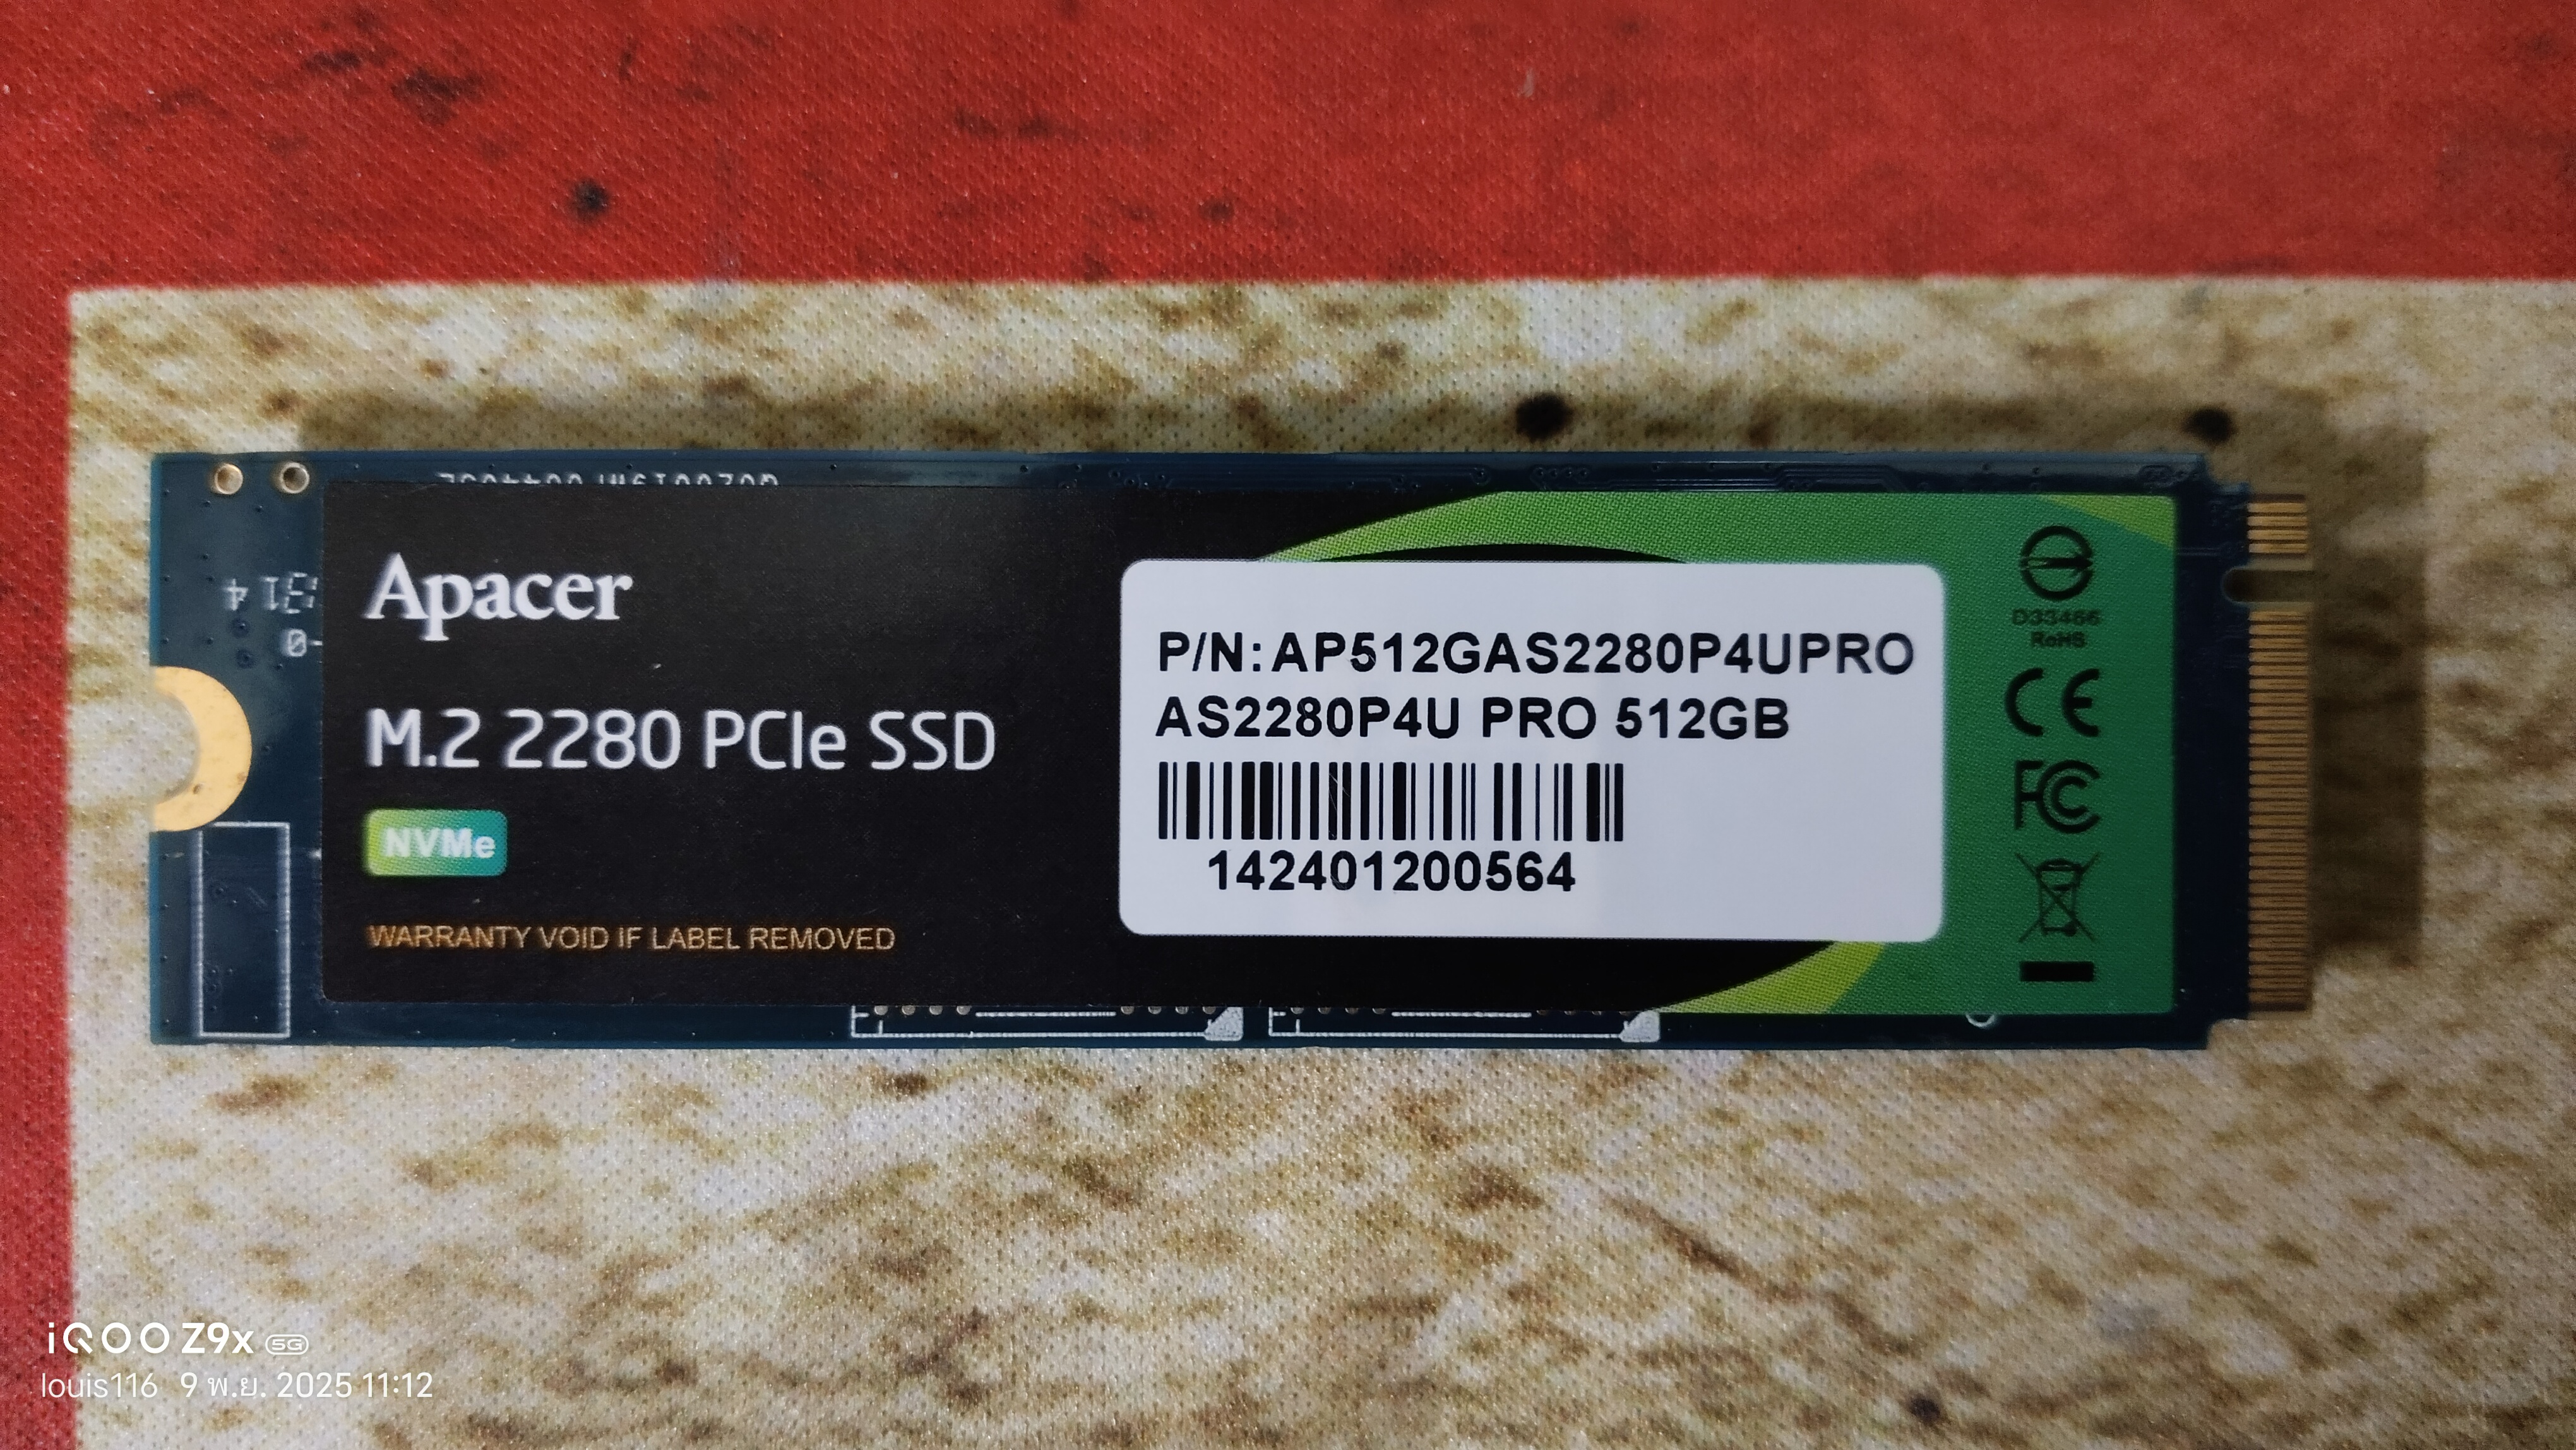 Apacer
M.2 2280 PCIe SSD
NVMe
WARRANTY VOID IF LABEL REMOVED
P/N: AP512GAS2280P4UPRO
AS2280P4U PRO 512GB
142401200564
D33466
RoHS
CE
FC
iQOO Z9x 5G
louis116 9 พ.ย. 2025 11:12